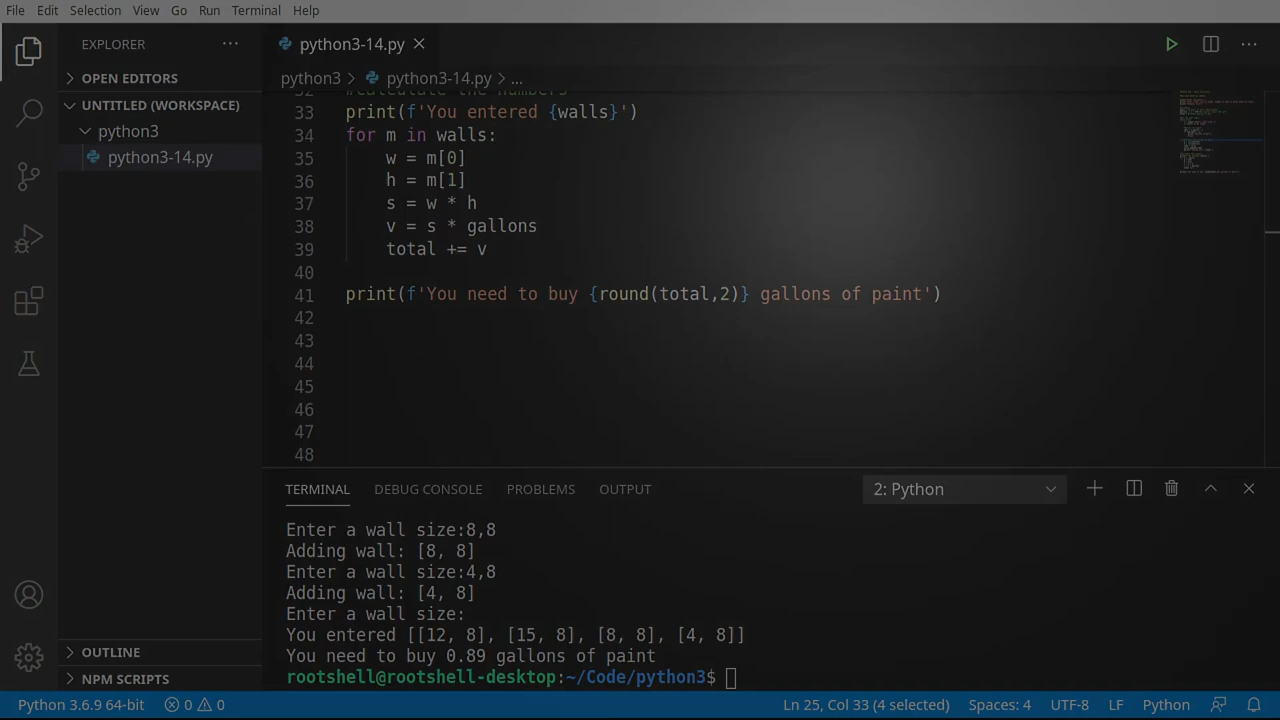 File Edit Selection View Go Run Terminal Help
EXPLORER ···
python3-14.py
OPEN EDITORS
python3 > python3-14.py > ...
UNTITLED (WORKSPACE)
python3
python3-14.py
32 #calculate the numbers
33 print(f'You entered {walls}')
34 for m in walls:
35 w = m[0]
36 h = m[1]
37 s = w * h
38 v = s * gallons
39 total += v
40
41 print(f'You need to buy {round(total,2)} gallons of paint')
42
43
44
45
46
47
48
TERMINAL DEBUG CONSOLE PROBLEMS OUTPUT 2: Python
Enter a wall size:8,8
Adding wall: [8, 8]
Enter a wall size:4,8
Adding wall: [4, 8]
Enter a wall size:
You entered [[12, 8], [15, 8], [8, 8], [4, 8]]
You need to buy 0.89 gallons of paint
rootshell@rootshell-desktop:~/Code/python3$
OUTLINE
NPM SCRIPTS
Python 3.6.9 64-bit 0 0 Ln 25, Col 33 (4 selected) Spaces: 4 UTF-8 LF Python